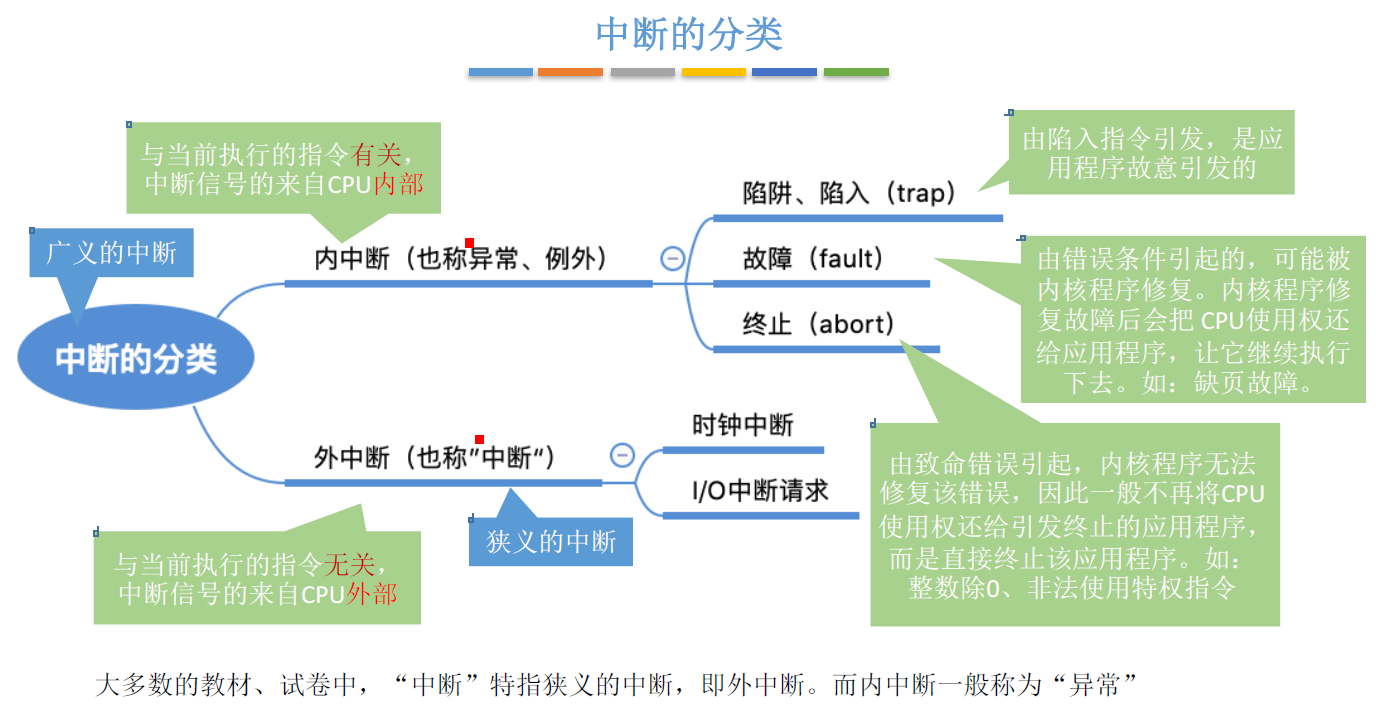 中断的分类
与当前执行的指令有关，
中断信号的来自CPU内部
广义的中断
中断的分类
内中断（也称异常、例外）
陷阱、陷入（trap）
由陷入指令引发，是应
用程序故意引发的
故障（fault）
由错误条件引起的，可能被
内核程序修复。内核程序修
复故障后会把 CPU使用权还
给应用程序，让它继续执行
下去。如：缺页故障。
终止（abort）
由致命错误引起，内核程序无法
修复该错误，因此一般不再将CPU
使用权还给引发终止的应用程序，
而是直接终止该应用程序。如：
整数除0、非法使用特权指令
外中断（也称”中断“）
时钟中断
I/O中断请求
狭义的中断
与当前执行的指令无关，
中断信号的来自CPU外部
大多数的教材、试卷中，“中断”特指狭义的中断，即外中断。而内中断一般称为“异常”